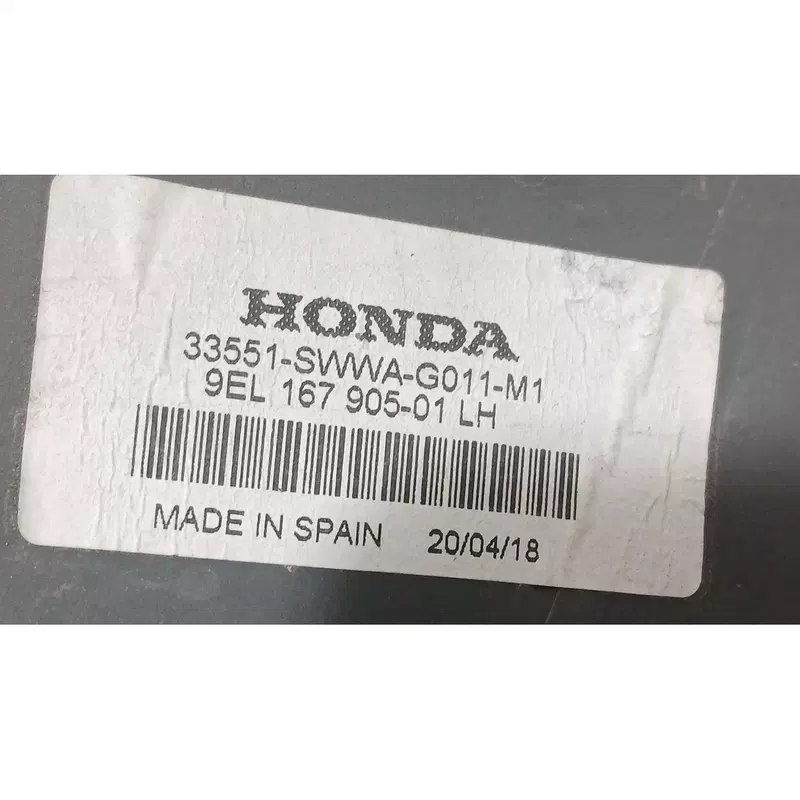 HONDA
33551-SWWA-G011-M1
9EL 167 905-01 LH
MADE IN SPAIN 20/04/18